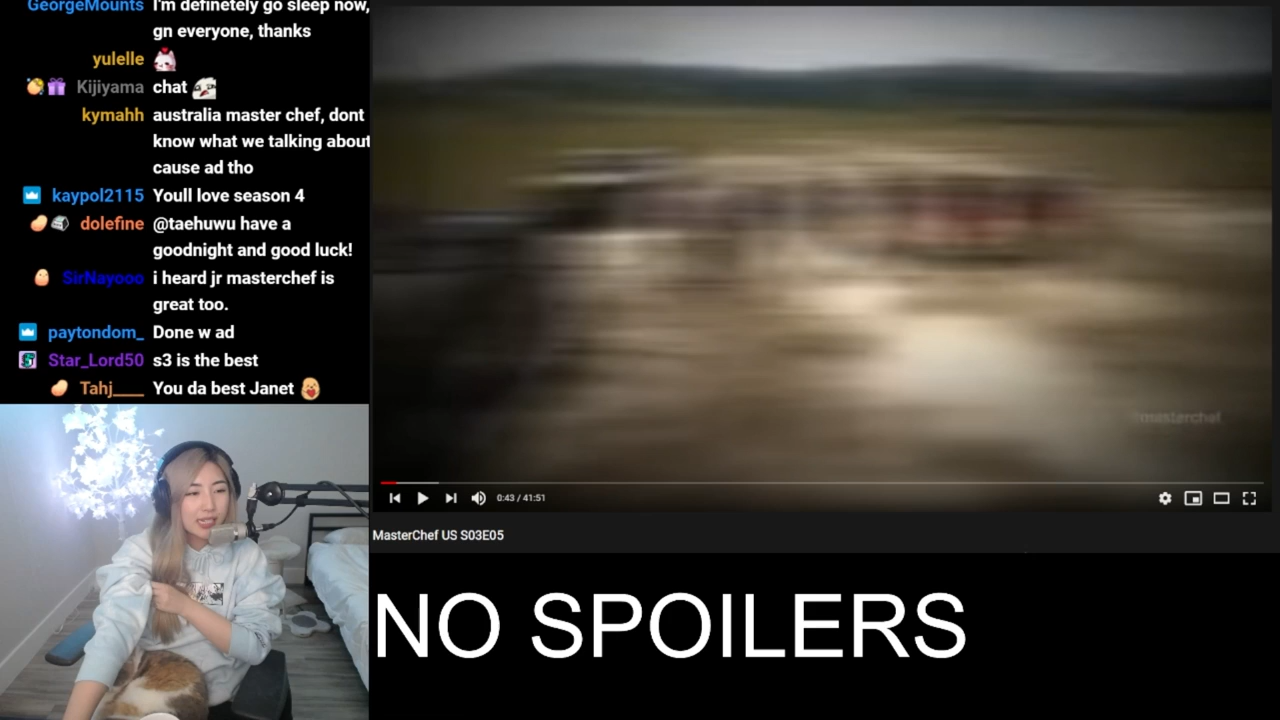 GeorgeMounts I'm definetely go sleep now,
gn everyone, thanks
yulelle
Kijiyama chat
kymahh australia master chef, dont
know what we talking about
cause ad tho
kaypol2115 Youll love season 4
dolefine @taehuwu have a
goodnight and good luck!
SirNayooo i heard jr masterchef is
great too.
paytondom_ Done w ad
Star_Lord50 s3 is the best
Tahj____ You da best Janet
#masterchef
0:43 / 41:51
MasterChef US S03E05
NO SPOILERS